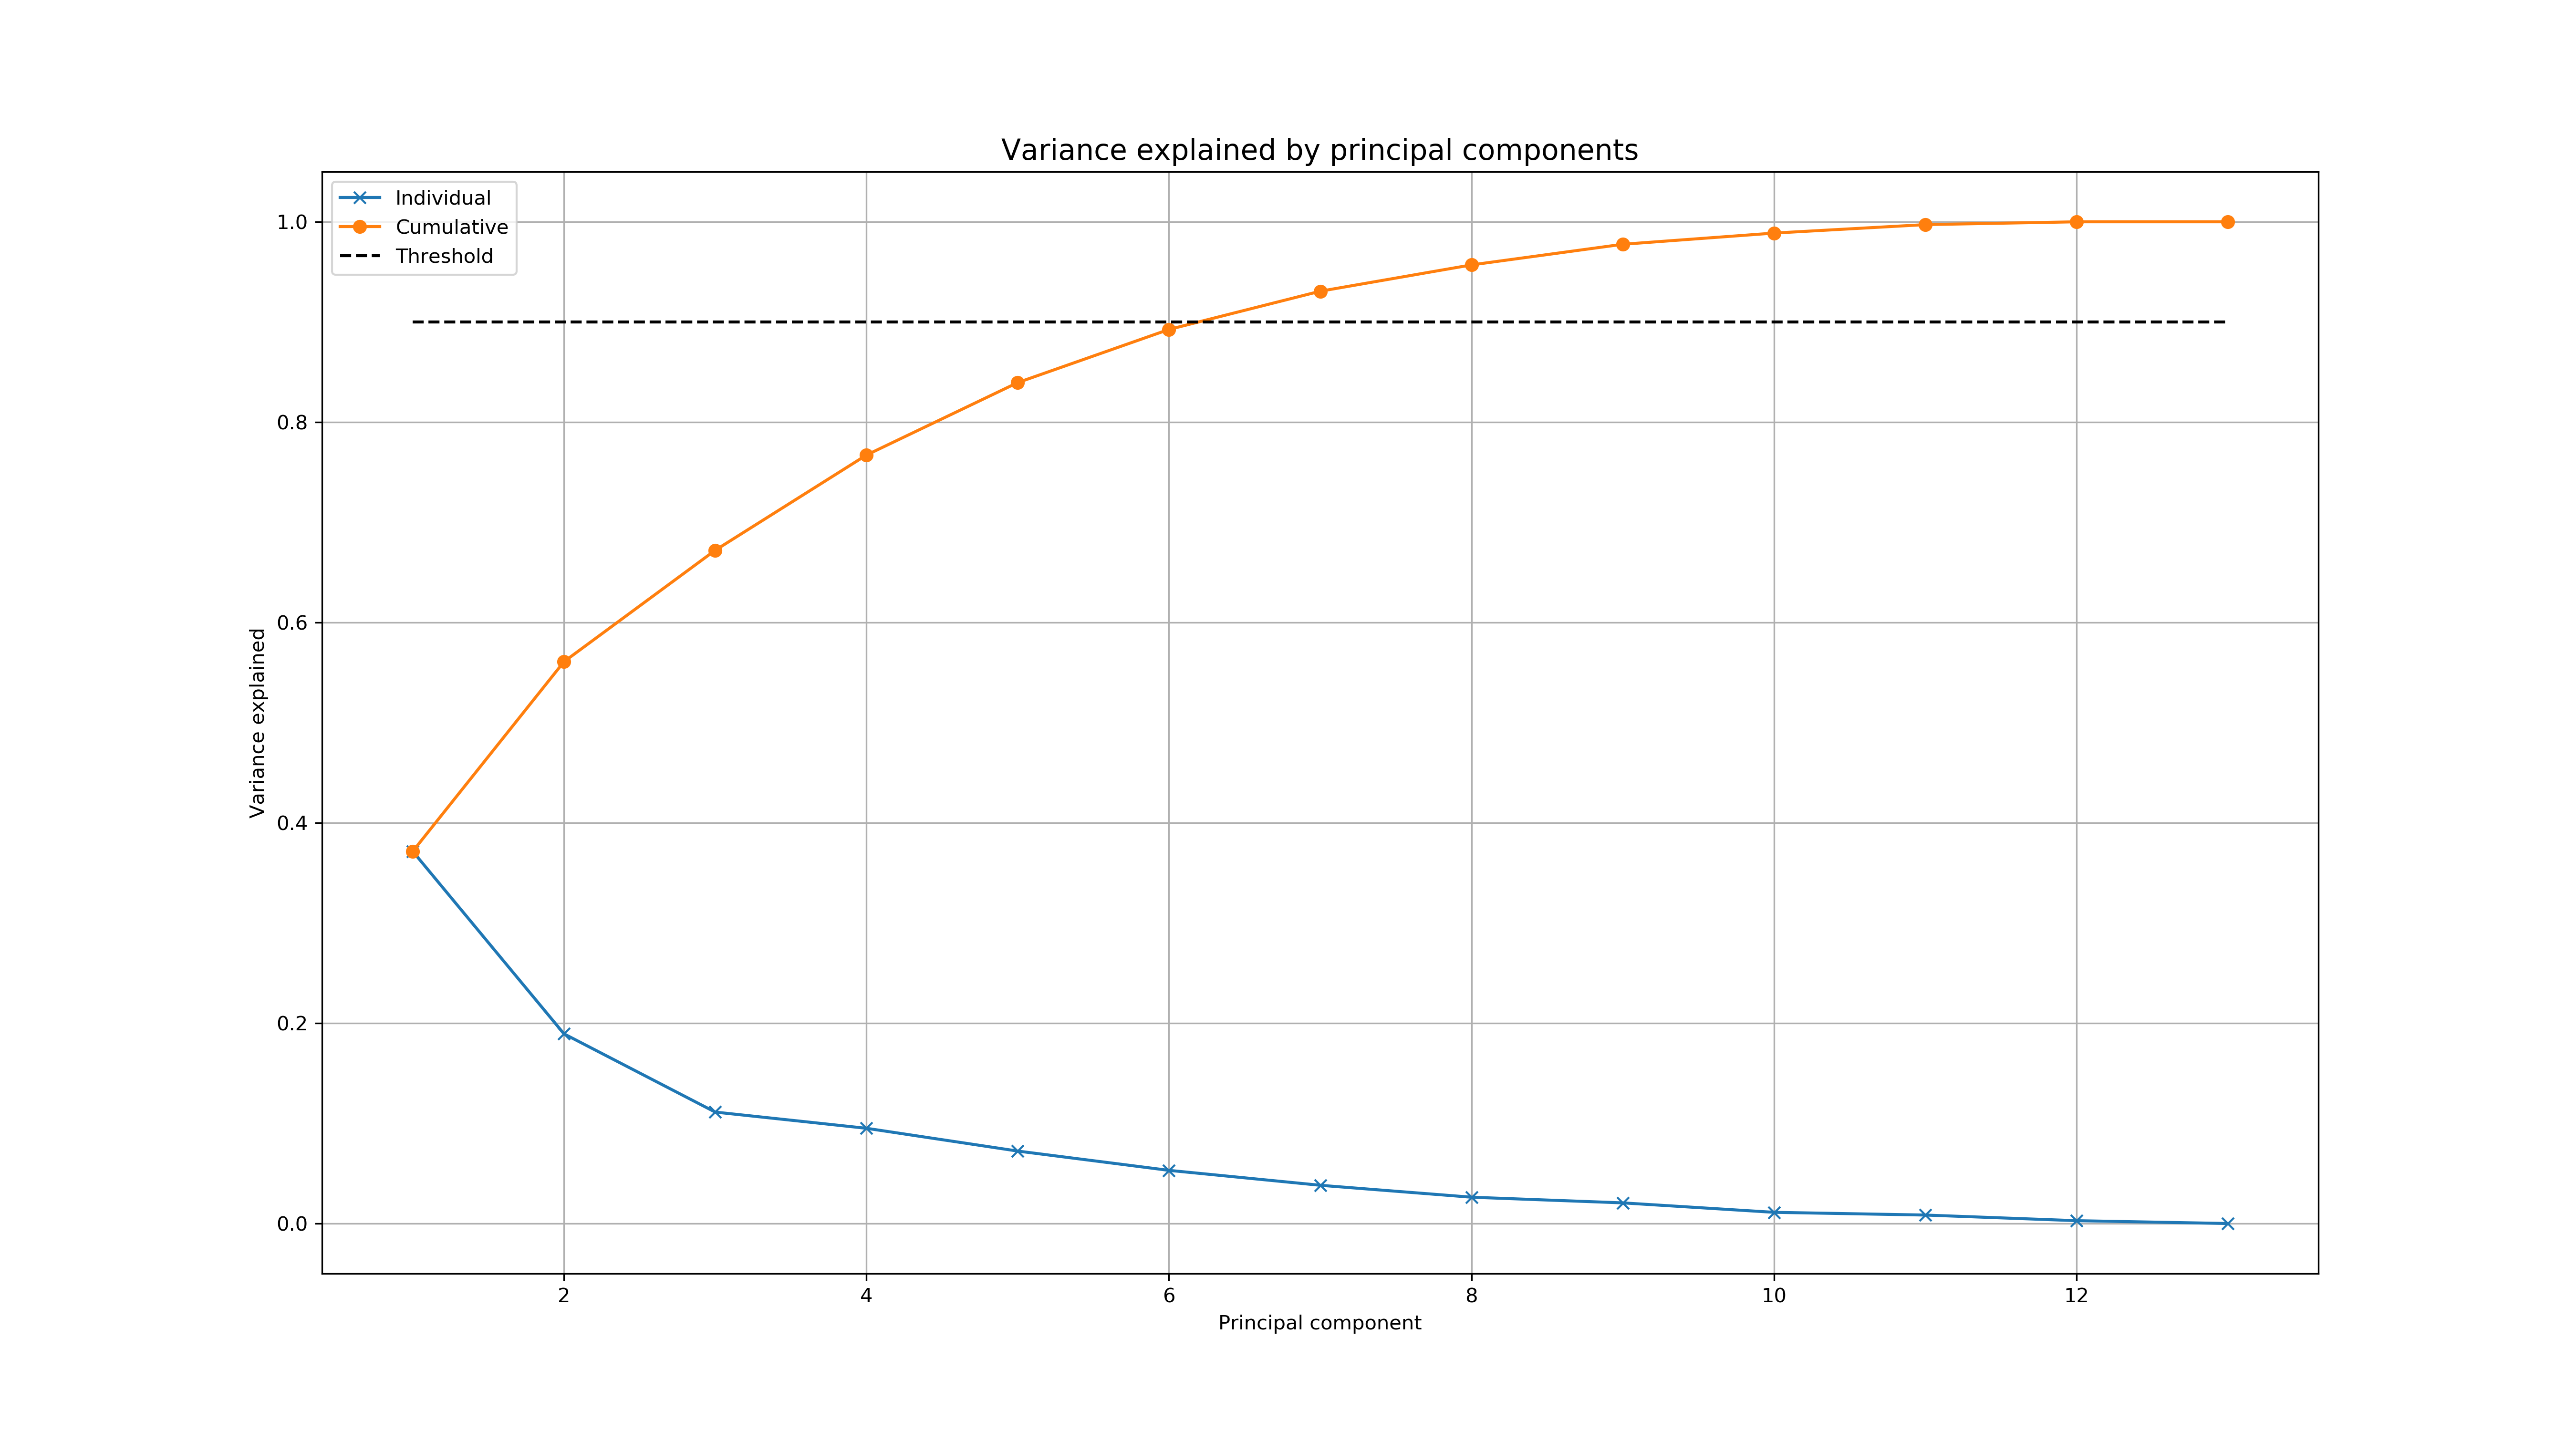 Variance explained by principal components
Individual
Cumulative
Threshold
1.0
0.8
0.6
0.4
0.2
0.0
Variance explained
2 4 6 8 10 12
Principal component